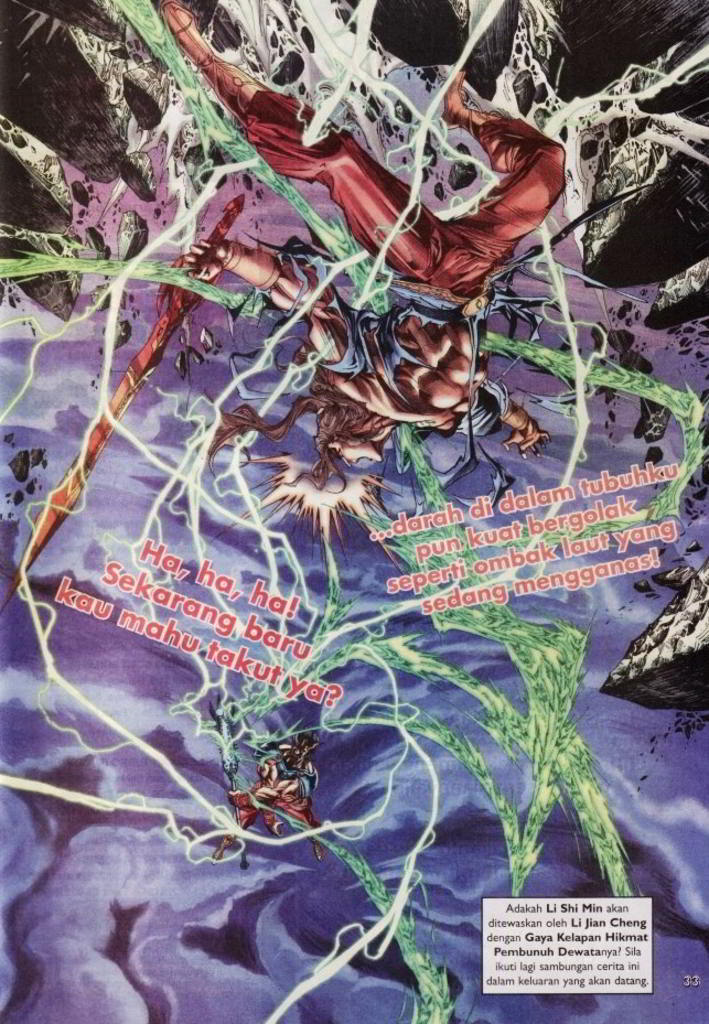 ...darah di dalam tubuhku
pun kuat bergolak
seperti ombak laut yang
sedang mengganas!
Ha, ha, ha!
Sekarang baru
kau mahu takut ya?
Adakah Li Shi Min akan
ditewaskan oleh Li Jian Cheng
dengan Gaya Kelapan Hikmat
Pembunuh Dewatanya? Sila
ikuti lagi sambungan cerita ini
dalam keluaran yang akan datang.
33